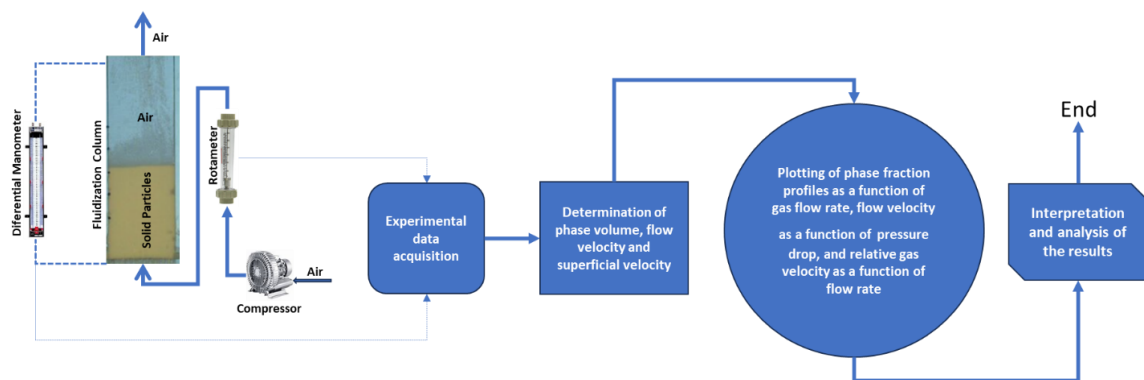 Air
Diferential Manometer
Fluidization Column
Air
Solid Particles
Rotameter
Air
Compressor
Experimental
data
acquisition
Determination of
phase volume, flow
velocity and
superficial velocity
Plotting of phase fraction
profiles as a function of
gas flow rate, flow velocity
as a function of pressure
drop, and relative gas
velocity as a function of
flow rate
Interpretation
and analysis of
the results
End